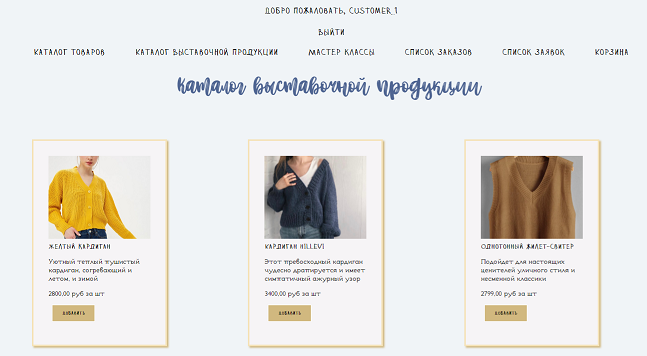 ДОБРО ПОЖАЛОВАТЬ, CUSTOMER_1
ВЫЙТИ
КАТАЛОГ ТОВАРОВ КАТАЛОГ ВЫСТАВОЧНОЙ ПРОДУКЦИИ МАСТЕР КЛАССЫ СПИСОК ЗАКАЗОВ СПИСОК ЗАЯВОК КОРЗИНА
Каталог выставочной продукции
ЖЕЛТЫЙ КАРДИГАН
Уютный теплый пушистый
кардиган, согревающий и
летом, и зимой
2800.00 руб за шт
ДОБАВИТЬ
КАРДИГАН HILLEVI
Этот превосходный кардиган
чудесно драпируется и имеет
симпатичный ажурный узор
3400.00 руб за шт
ДОБАВИТЬ
ОДНОТОННЫЙ ЖИЛЕТ-СВИТЕР
Подойдет для настоящих
ценителей уличного стиля и
несменной классики
2799.00 руб за шт
ДОБАВИТЬ